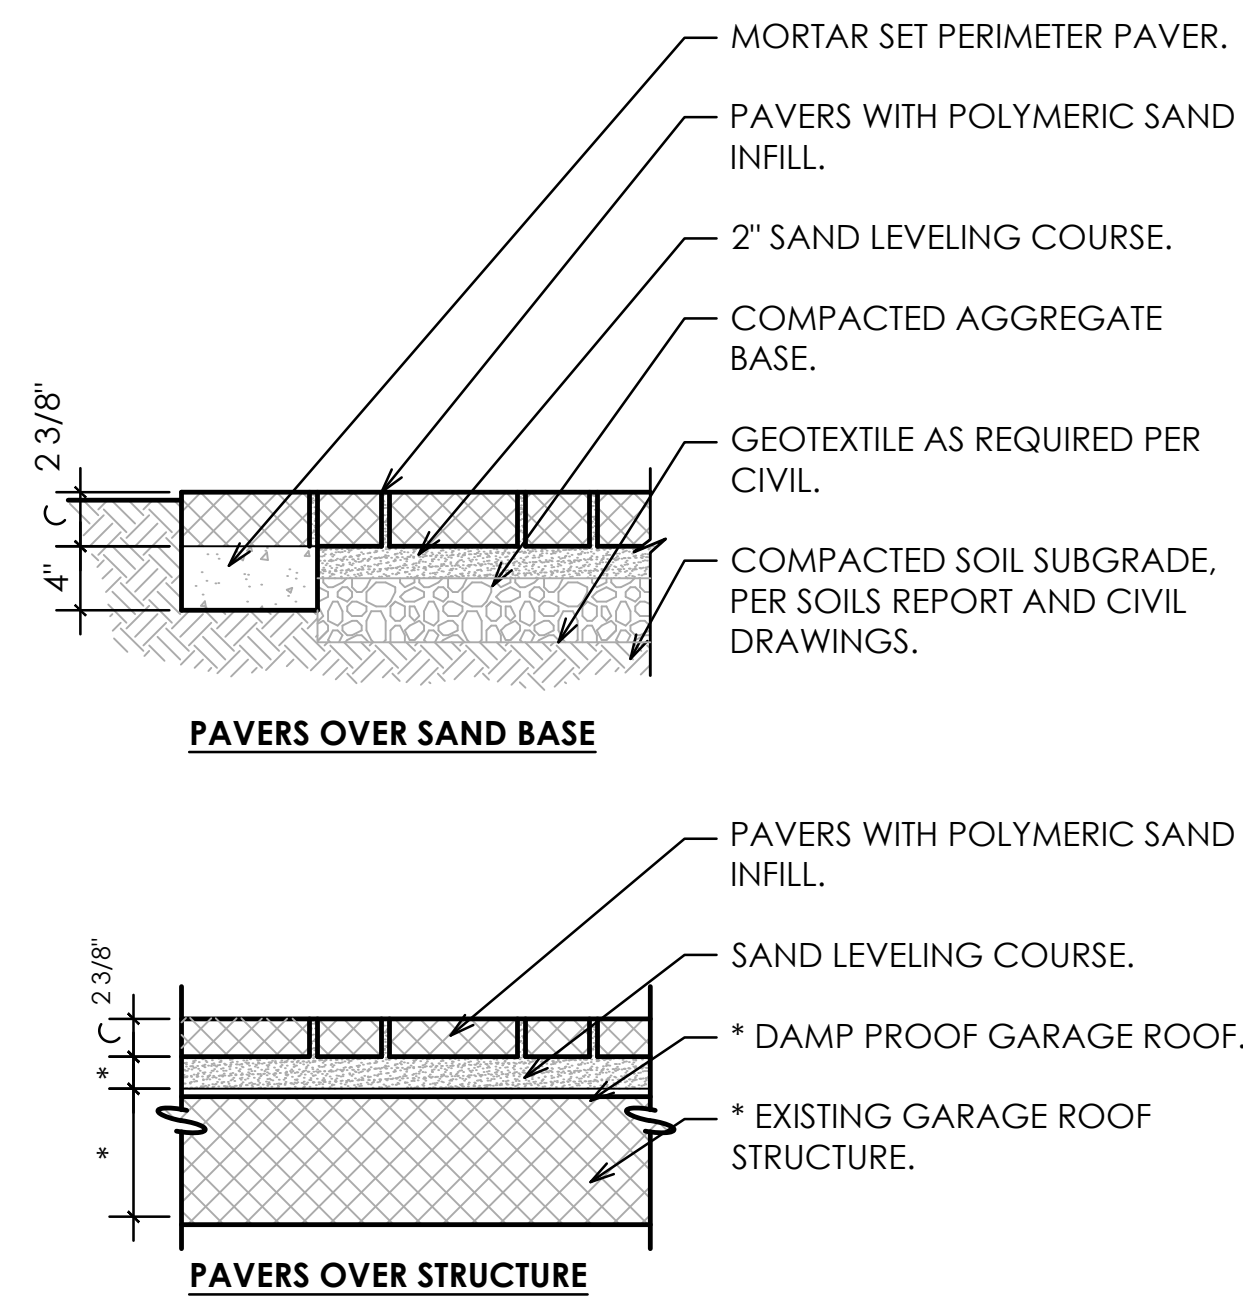 MORTAR SET PERIMETER PAVER.
PAVERS WITH POLYMERIC SAND
INFILL.
2" SAND LEVELING COURSE.
COMPACTED AGGREGATE
BASE.
GEOTEXTILE AS REQUIRED PER
CIVIL.
COMPACTED SOIL SUBGRADE,
PER SOILS REPORT AND CIVIL
DRAWINGS.
2 3/8"
4"
PAVERS OVER SAND BASE
PAVERS WITH POLYMERIC SAND
INFILL.
SAND LEVELING COURSE.
* DAMP PROOF GARAGE ROOF.
* EXISTING GARAGE ROOF
STRUCTURE.
2 3/8"
*
*
PAVERS OVER STRUCTURE